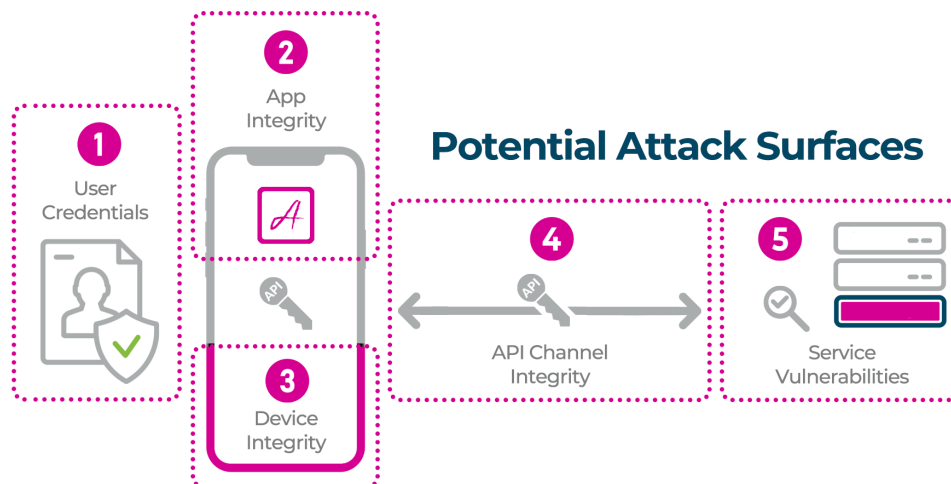 2
App
Integrity
1
User
Credentials
Potential Attack Surfaces
A
API
3
Device
Integrity
4
API
API Channel
Integrity
5
Service
Vulnerabilities